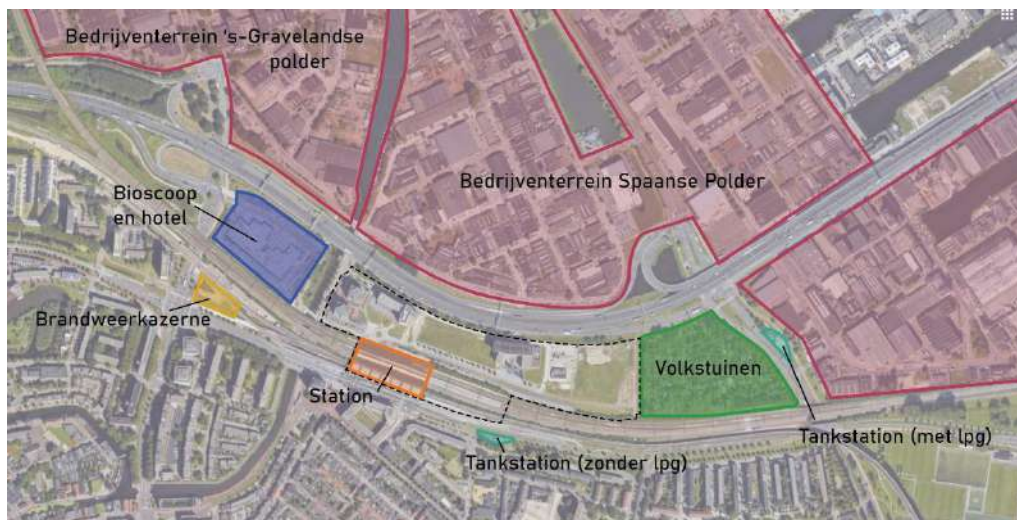 Bedrijventerrein 's-Gravelandse
polder
Bedrijventerrein Spaanse Polder
Bioscoop
en hotel
Brandweerkazerne
Station
Volkstuinen
Tankstation (met lpg)
Tankstation (zonder lpg)